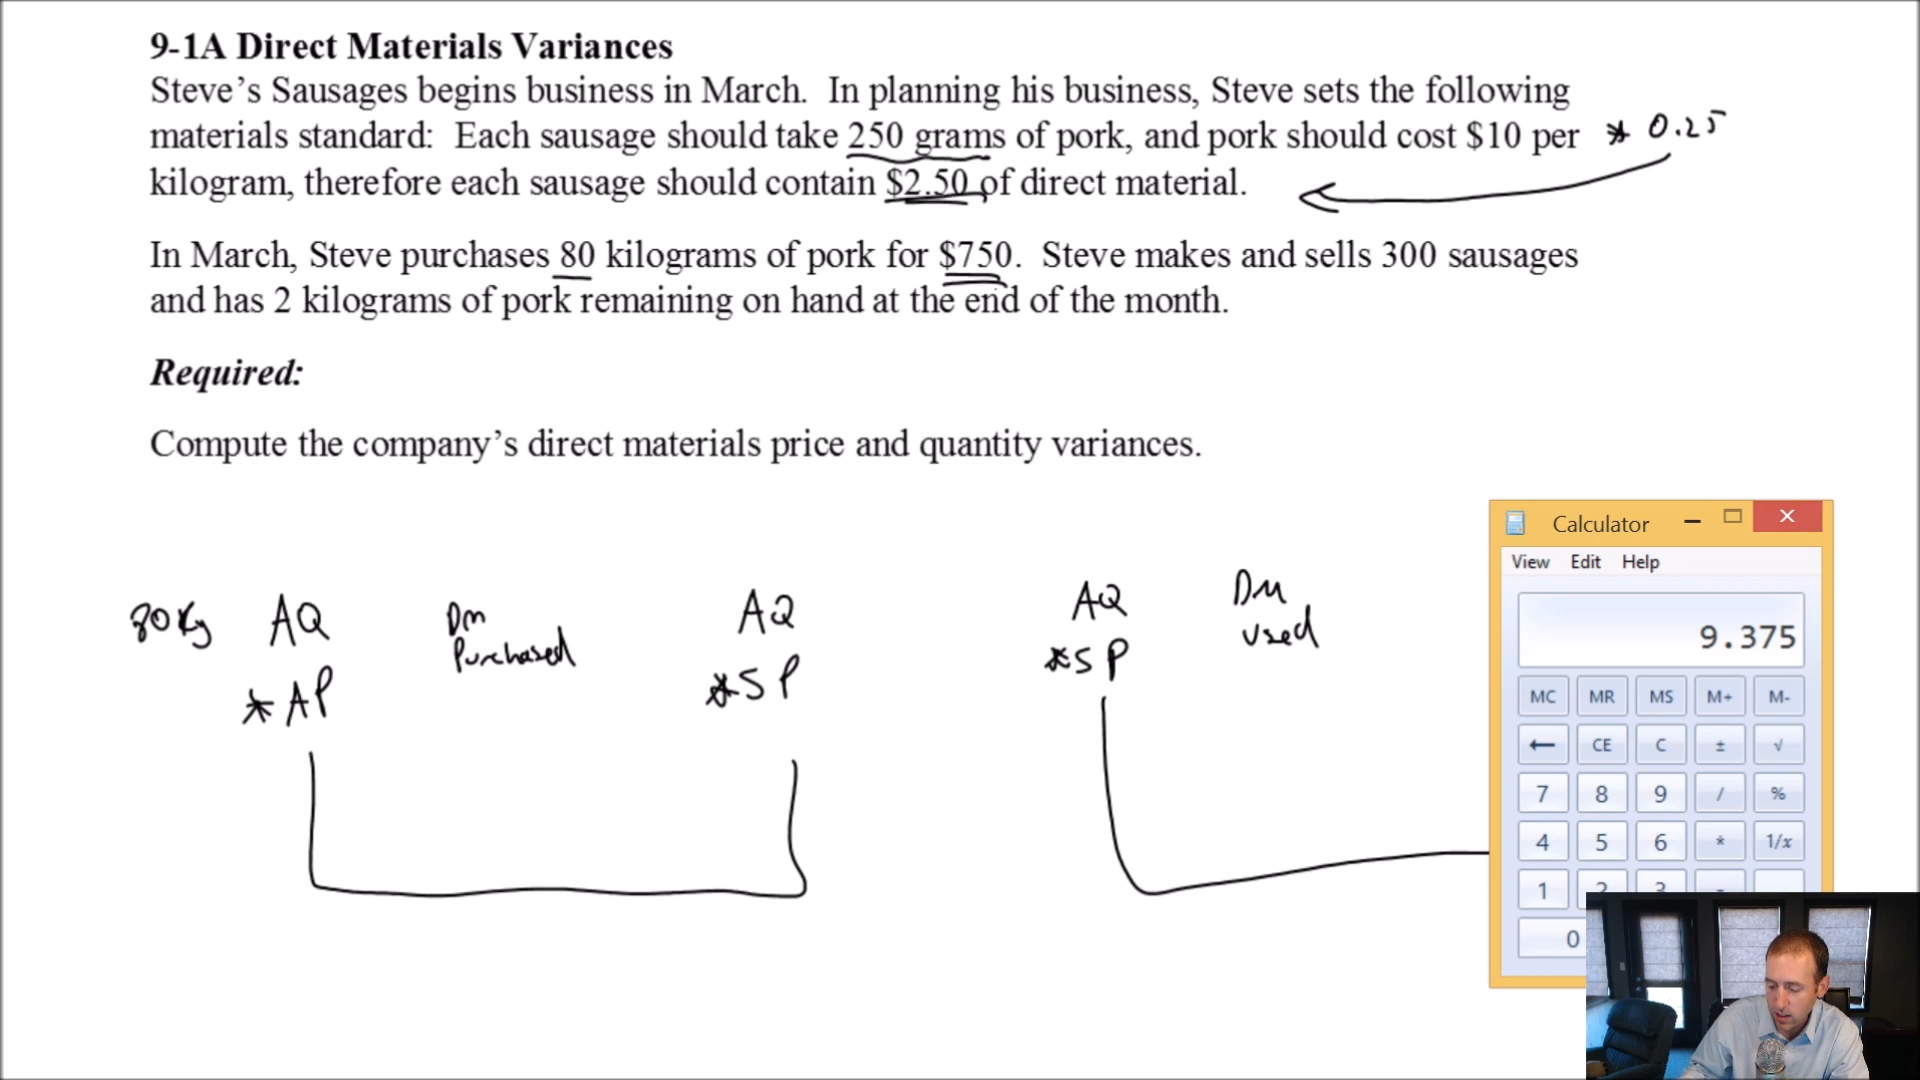 9-1A Direct Materials Variances
Steve’s Sausages begins business in March. In planning his business, Steve sets the following
materials standard: Each sausage should take 250 grams of pork, and pork should cost $10 per * 0.25
kilogram, therefore each sausage should contain $2.50 of direct material.
In March, Steve purchases 80 kilograms of pork for $750. Steve makes and sells 300 sausages
and has 2 kilograms of pork remaining on hand at the end of the month.
Required:
Compute the company’s direct materials price and quantity variances.
80Kg AQ
*AP
Dm
Purchased
AQ
*SP
AQ
*SP
DM
Used
Calculator
View Edit Help
9.375
MC MR MS M+ M-
← CE C ± √
7 8 9 / %
4 5 6 * 1/x
1 2 3 -
0